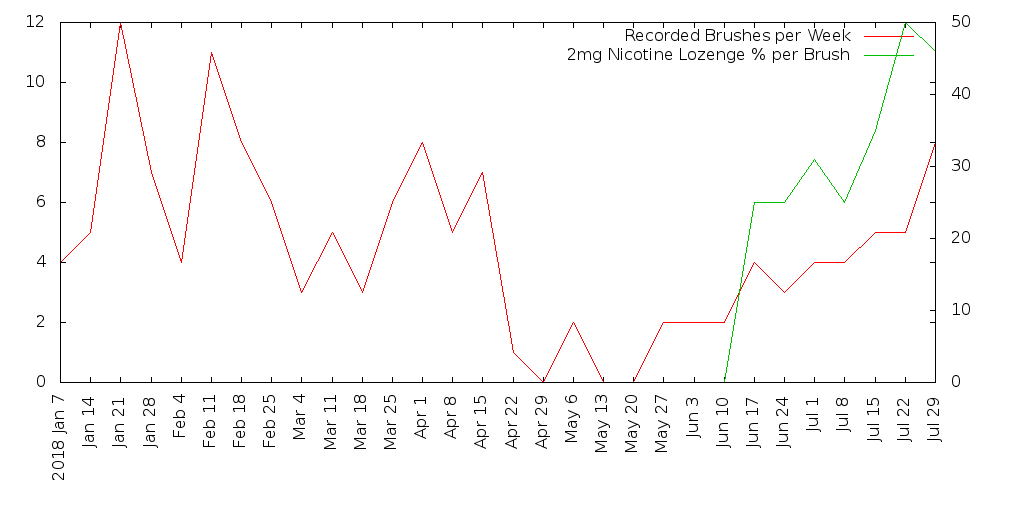 12
10
8
6
4
2
0
50
40
30
20
10
0
Recorded Brushes per Week
2mg Nicotine Lozenge % per Brush
2018 Jan 7
Jan 14
Jan 21
Jan 28
Feb 4
Feb 11
Feb 18
Feb 25
Mar 4
Mar 11
Mar 18
Mar 25
Apr 1
Apr 8
Apr 15
Apr 22
Apr 29
May 6
May 13
May 20
May 27
Jun 3
Jun 10
Jun 17
Jun 24
Jul 1
Jul 8
Jul 15
Jul 22
Jul 29